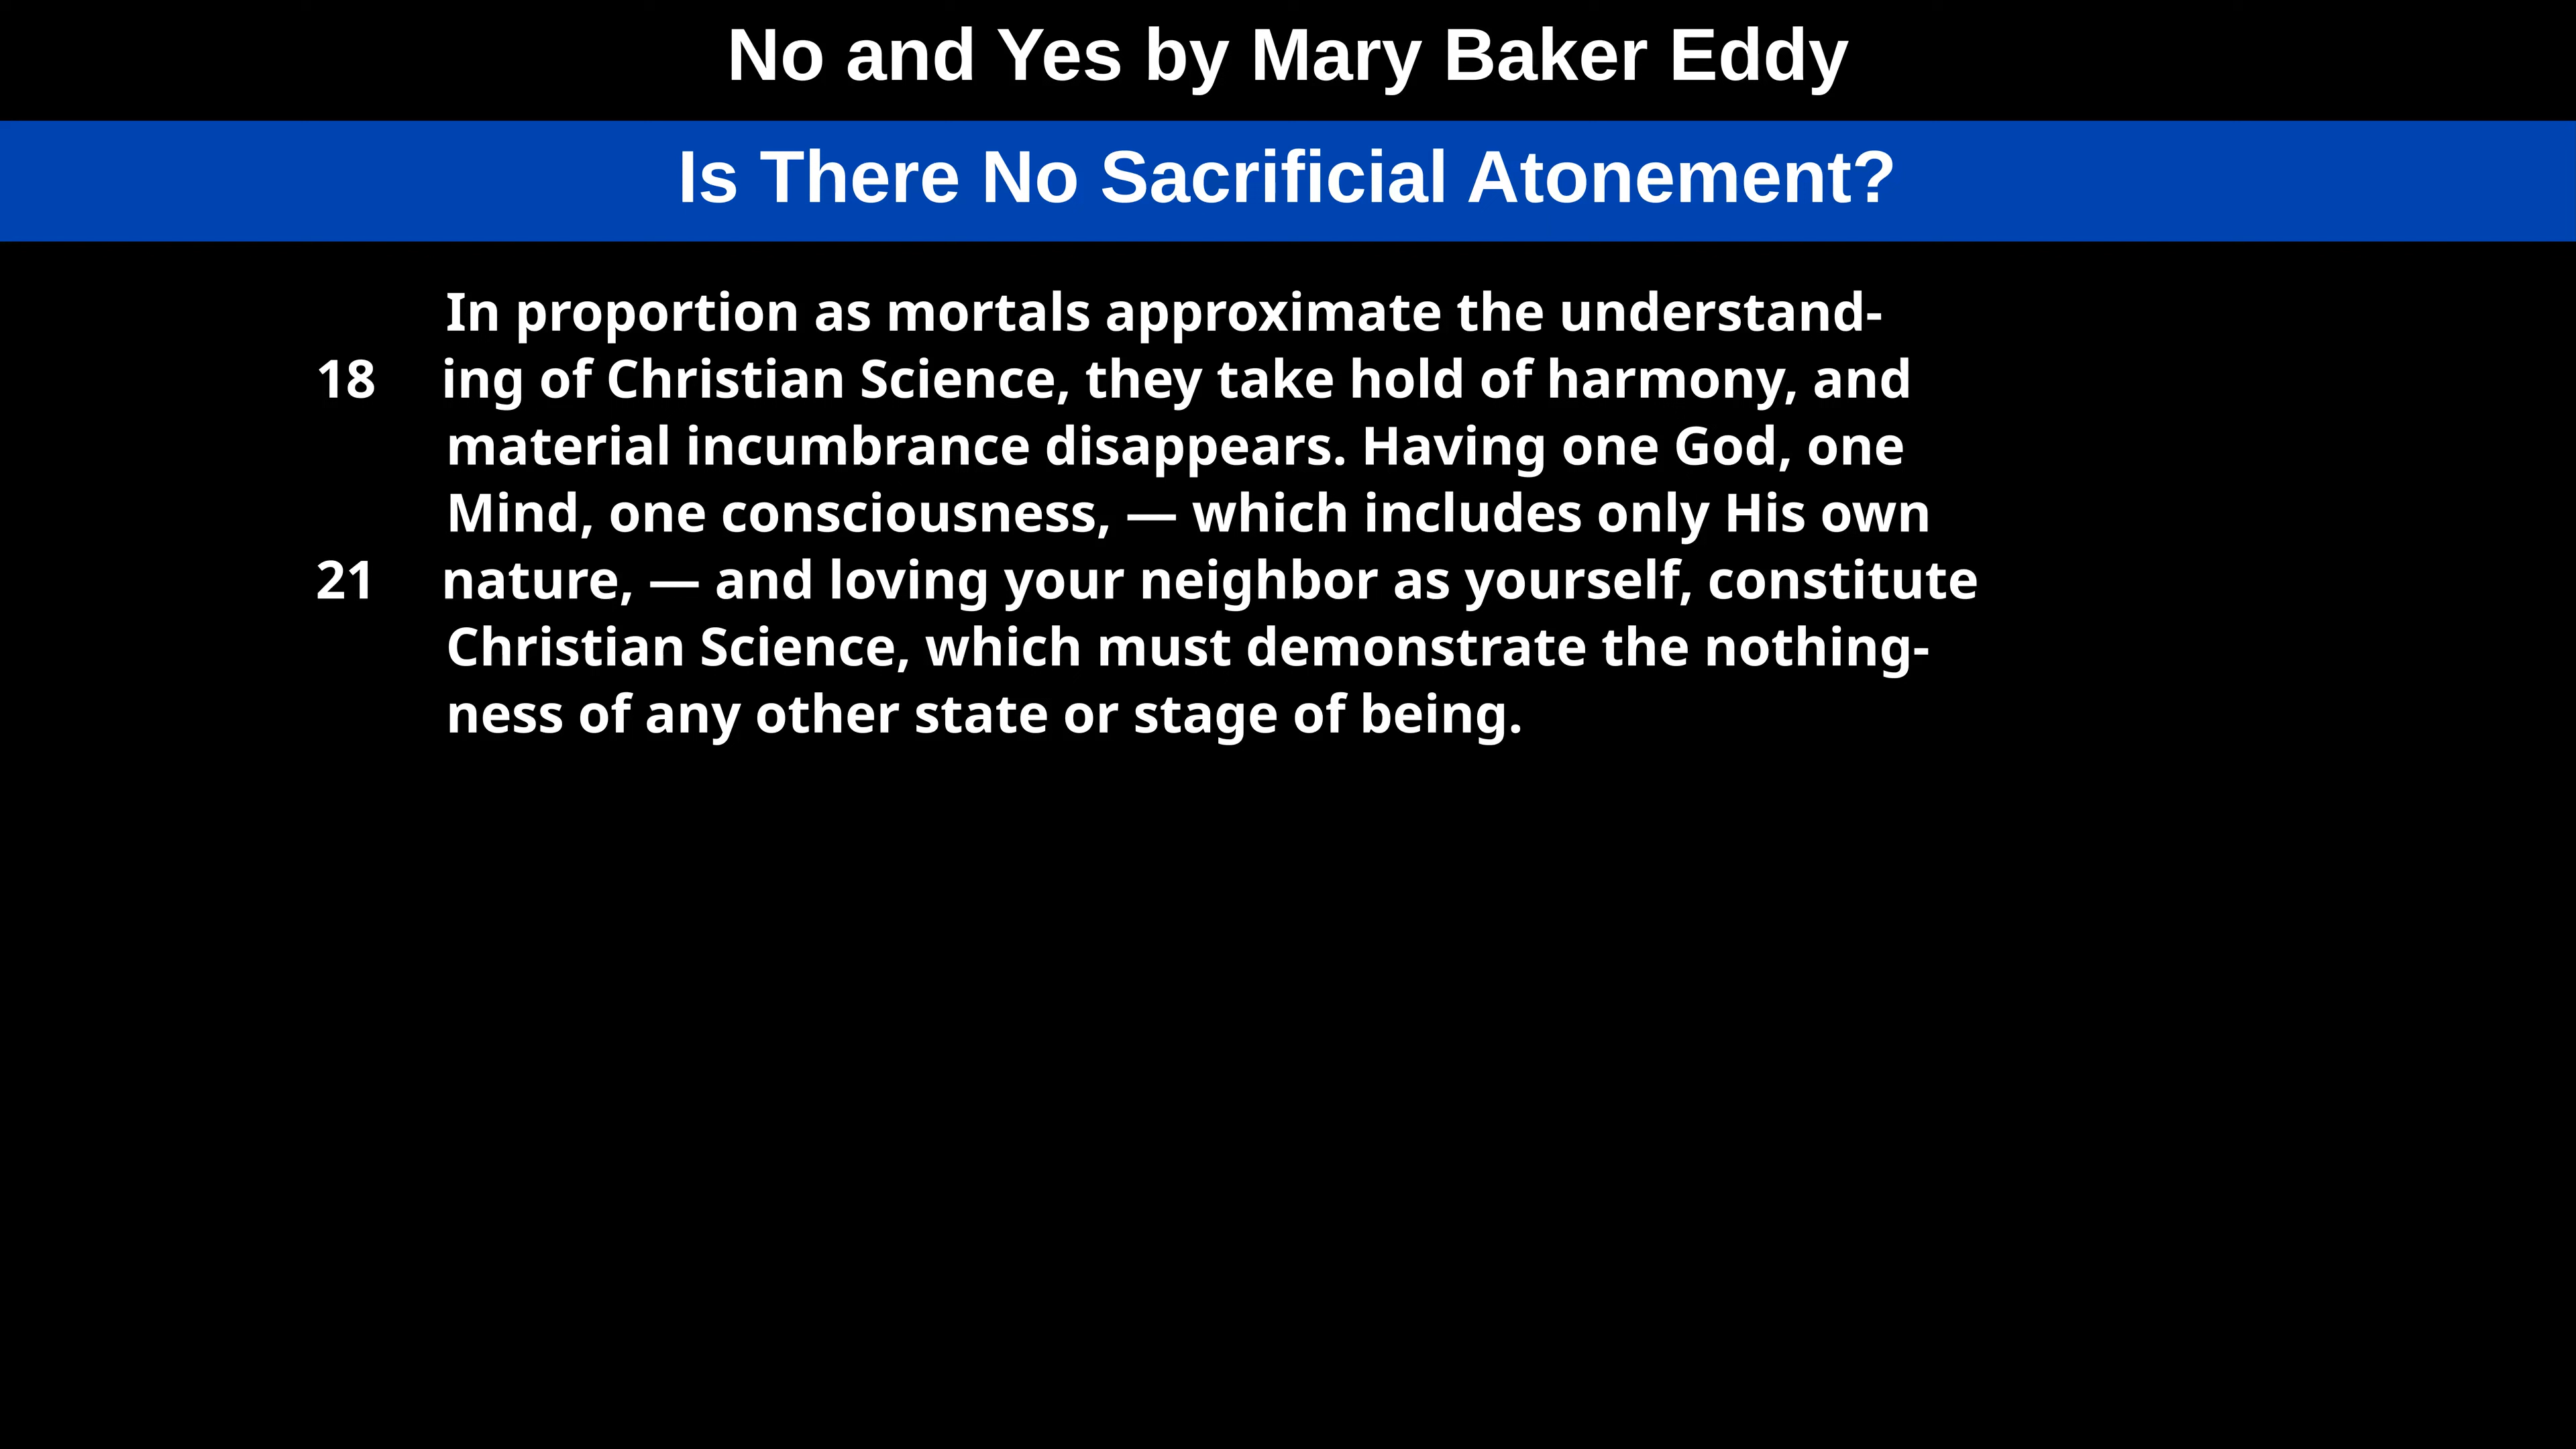 No and Yes by Mary Baker Eddy
Is There No Sacrificial Atonement?
In proportion as mortals approximate the understand-
18 ing of Christian Science, they take hold of harmony, and
material incumbrance disappears. Having one God, one
Mind, one consciousness, — which includes only His own
21 nature, — and loving your neighbor as yourself, constitute
Christian Science, which must demonstrate the nothing-
ness of any other state or stage of being.